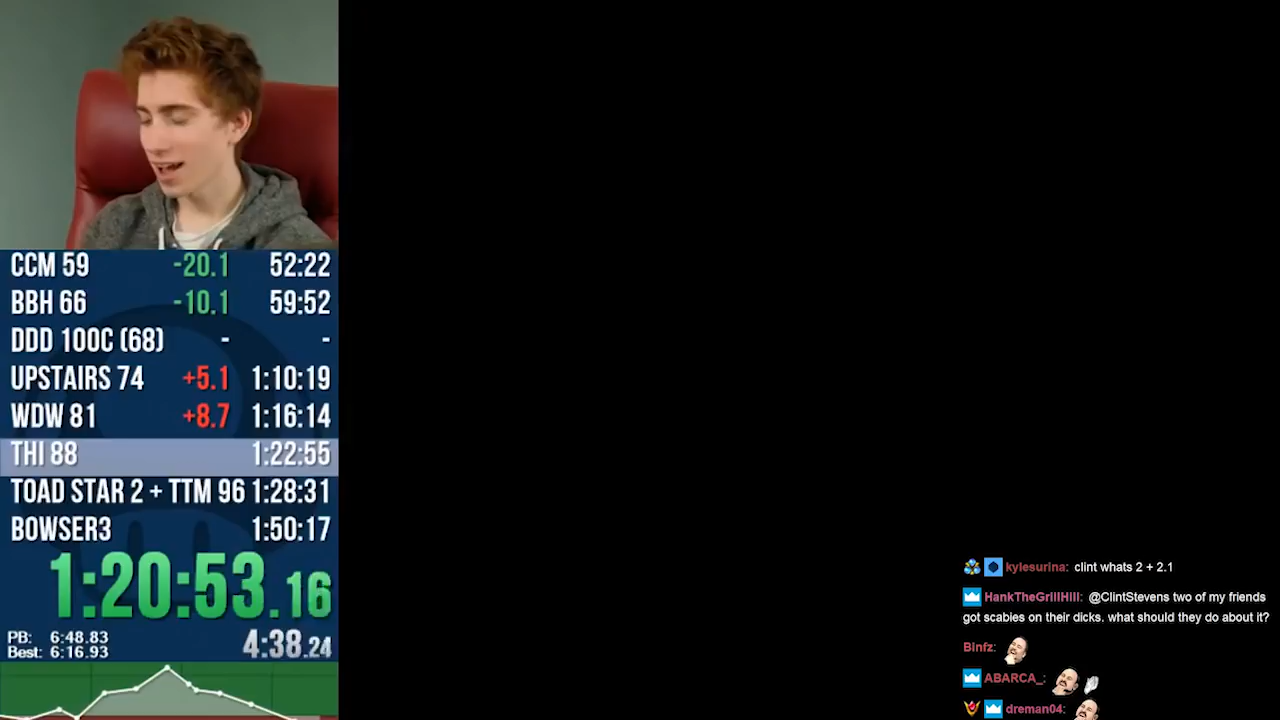 CCM 59 -20.1 52:22
BBH 66 -10.1 59:52
DDD 100C (68) - -
UPSTAIRS 74 +5.1 1:10:19
WDW 81 +8.7 1:16:14
THI 88 1:22:55
TOAD STAR 2 + TTM 96 1:28:31
BOWSER3 1:50:17
1:20:53.16
PB: 6:48.83
Best: 6:16.93
4:38.24
kylesurina: clint whats 2 + 2.1
HankTheGrillHill: @ClintStevens two of my friends
got scabies on their dicks. what should they do about it?
Binfz:
ABARCA_:
dreman04: